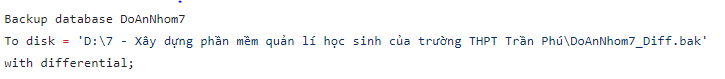 Backup database DoAnNhom7
To disk = 'D:\7 - Xây dựng phần mềm quản lí học sinh của trường THPT Trần Phú\DoAnNhom7_Diff.bak'
with differential;